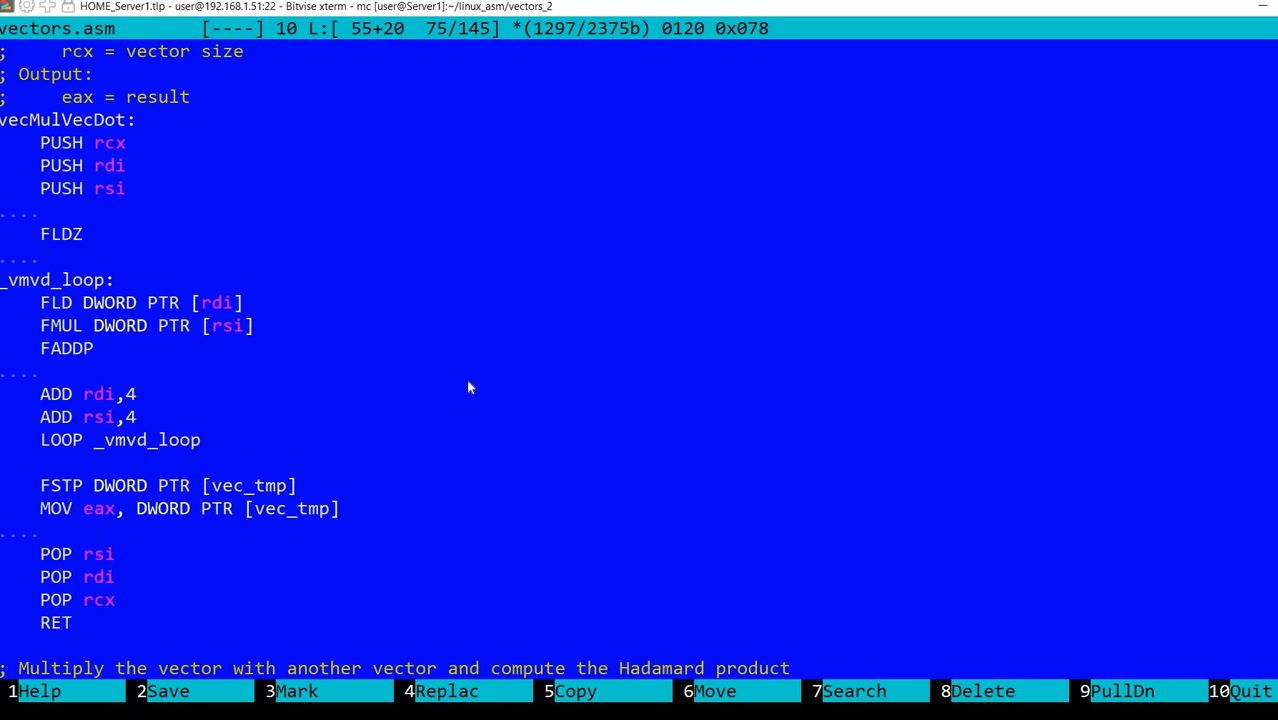 HOME_Server1.tlp - user@192.168.1.51:22 - Bitvise xterm - mc [user@Server1]:~/linux_asm/vectors_2
vectors.asm [----] 10 L:[ 55+20 75/145] *(1297/2375b) 0120 0x078
; rcx = vector size
; Output:
; eax = result
vecMulVecDot:
PUSH rcx
PUSH rdi
PUSH rsi
....
FLDZ
....
_vmvd_loop:
FLD DWORD PTR [rdi]
FMUL DWORD PTR [rsi]
FADDP
....
ADD rdi,4
ADD rsi,4
LOOP _vmvd_loop
FSTP DWORD PTR [vec_tmp]
MOV eax, DWORD PTR [vec_tmp]
....
POP rsi
POP rdi
POP rcx
RET
; Multiply the vector with another vector and compute the Hadamard product
1Help 2Save 3Mark 4Replac 5Copy 6Move 7Search 8Delete 9PullDn 10Quit